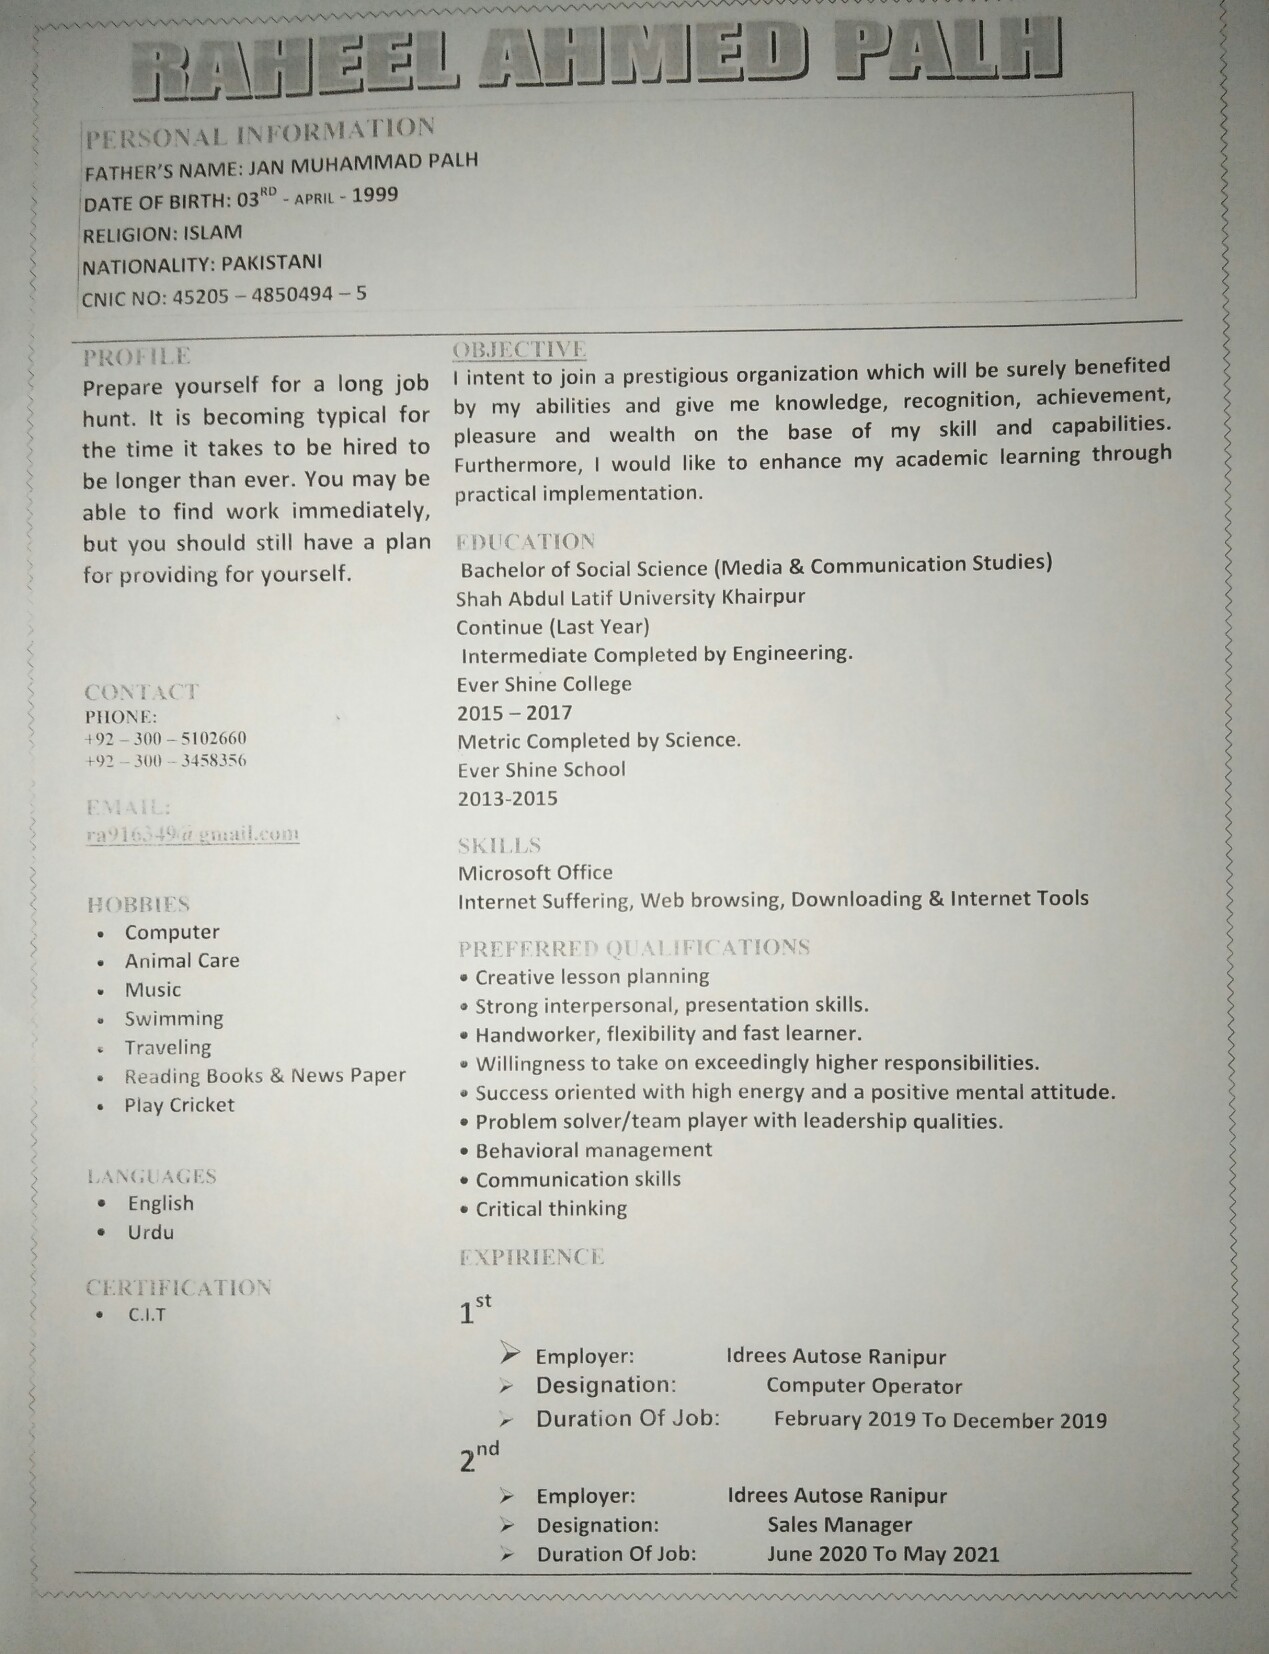 RAHEEL AHMED PALH
PERSONAL INFORMATION
FATHER'S NAME: JAN MUHAMMAD PALH
DATE OF BIRTH: 03RD - APRIL - 1999
RELIGION: ISLAM
NATIONALITY: PAKISTANI
CNIC NO: 45205 – 4850494 – 5
PROFILE
Prepare yourself for a long job
hunt. It is becoming typical for
the time it takes to be hired to
be longer than ever. You may be
able to find work immediately,
but you should still have a plan
for providing for yourself.
CONTACT
PHONE:
+92 – 300 – 5102660
+92 – 300 – 3458356
EMAIL:
ra916349@gmail.com
HOBBIES
• Computer
• Animal Care
• Music
• Swimming
• Traveling
• Reading Books & News Paper
• Play Cricket
LANGUAGES
• English
• Urdu
CERTIFICATION
• C.I.T
OBJECTIVE
I intent to join a prestigious organization which will be surely benefited
by my abilities and give me knowledge, recognition, achievement,
pleasure and wealth on the base of my skill and capabilities.
Furthermore, I would like to enhance my academic learning through
practical implementation.
EDUCATION
Bachelor of Social Science (Media & Communication Studies)
Shah Abdul Latif University Khairpur
Continue (Last Year)
Intermediate Completed by Engineering.
Ever Shine College
2015 – 2017
Metric Completed by Science.
Ever Shine School
2013-2015
SKILLS
Microsoft Office
Internet Suffering, Web browsing, Downloading & Internet Tools
PREFERRED QUALIFICATIONS
• Creative lesson planning
• Strong interpersonal, presentation skills.
• Handworker, flexibility and fast learner.
• Willingness to take on exceedingly higher responsibilities.
• Success oriented with high energy and a positive mental attitude.
• Problem solver/team player with leadership qualities.
• Behavioral management
• Communication skills
• Critical thinking
EXPIRIENCE
1st
➢ Employer: Idrees Autose Ranipur
➢ Designation: Computer Operator
➢ Duration Of Job: February 2019 To December 2019
2nd
➢ Employer: Idrees Autose Ranipur
➢ Designation: Sales Manager
➢ Duration Of Job: June 2020 To May 2021